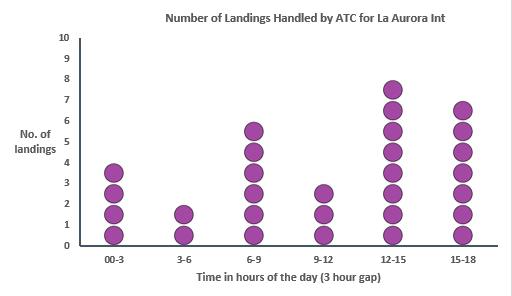 Number of Landings Handled by ATC for La Aurora Int
10
9
8
7
6
5
4
3
2
1
0
No. of
landings
00-3 3-6 6-9 9-12 12-15 15-18
Time in hours of the day (3 hour gap)